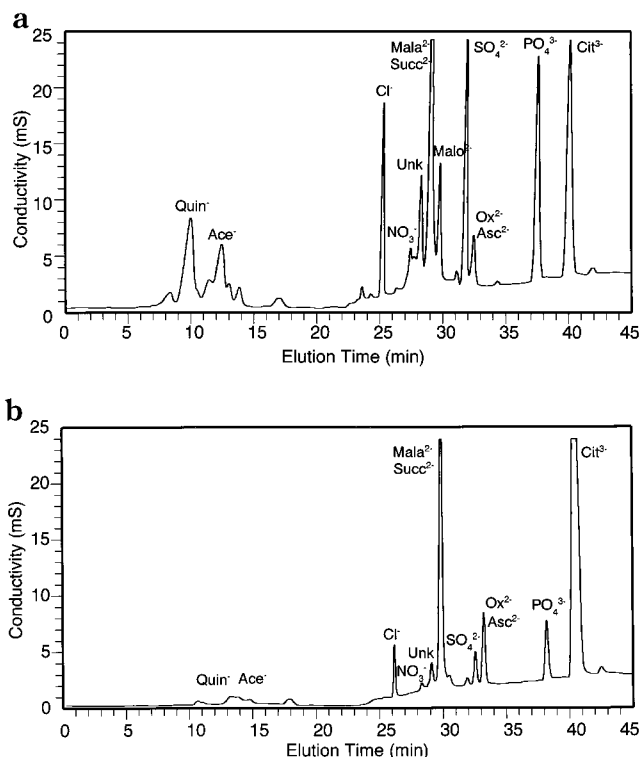 a
25
20
15
10
5
0
Conductivity (mS)
Quin⁻
Ace⁻
Cl⁻
NO₃⁻
Unk
Mala²⁻
Succ²⁻
Malo²⁻
SO₄²⁻
Ox²⁻
Asc²⁻
PO₄³⁻
Cit³⁻
0 5 10 15 20 25 30 35 40 45
Elution Time (min)
b
25
20
15
10
5
0
Conductivity (mS)
Quin⁻ Ace⁻
Cl⁻
NO₃⁻
Unk
Mala²⁻
Succ²⁻
SO₄²⁻
Ox²⁻
Asc²⁻
PO₄³⁻
Cit³⁻
0 5 10 15 20 25 30 35 40 45
Elution Time (min)